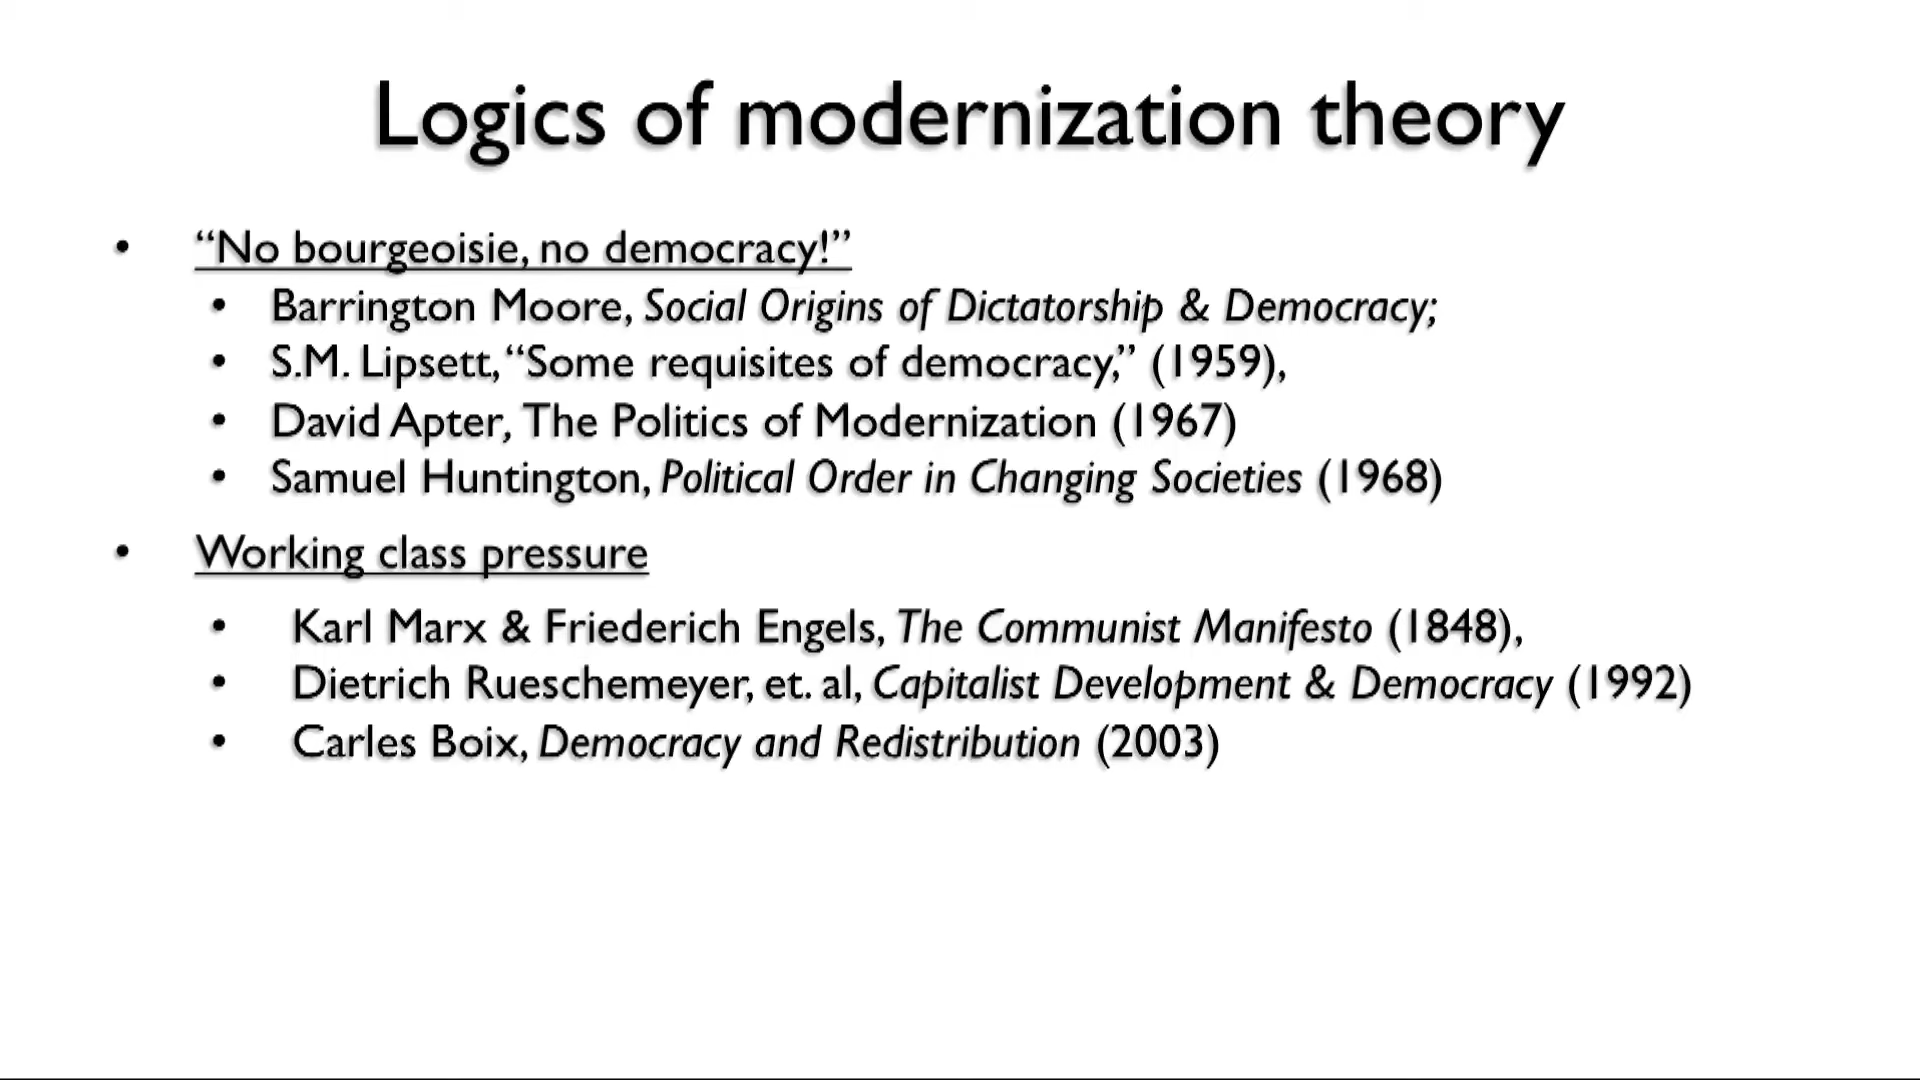 Logics of modernization theory
• “No bourgeoisie, no democracy!”
• Barrington Moore, Social Origins of Dictatorship & Democracy;
• S.M. Lipsett, “Some requisites of democracy,” (1959),
• David Apter, The Politics of Modernization (1967)
• Samuel Huntington, Political Order in Changing Societies (1968)
• Working class pressure
• Karl Marx & Friederich Engels, The Communist Manifesto (1848),
• Dietrich Rueschemeyer, et. al, Capitalist Development & Democracy (1992)
• Carles Boix, Democracy and Redistribution (2003)